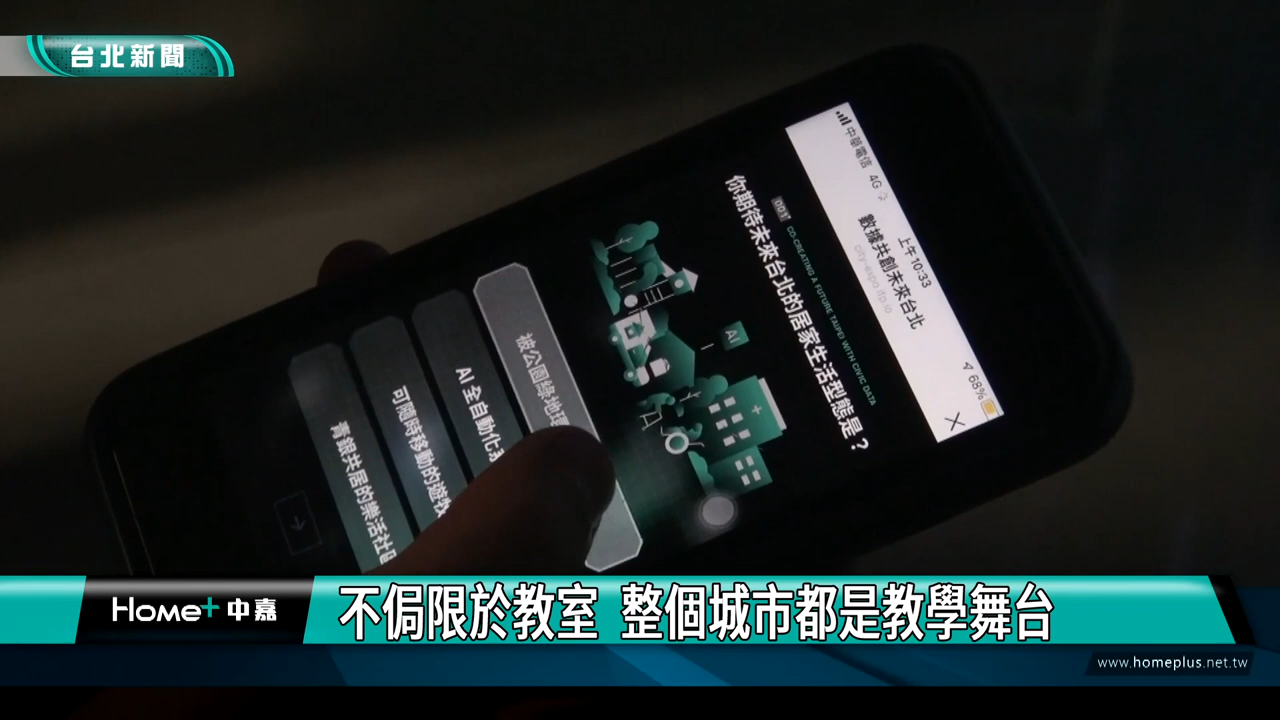 台北新聞
中華電信 4G
上午10:33
68%
數據共創未來台北
city-expo.dtp.io
001
CO-CREATING A FUTURE TAIPEI WITH CIVIC DATA
你期待未來台北的居家生活型態是？
AI
被公園綠地
AI 全自動化
可隨時移動的遊牧
青銀共居的樂活社區
Home+ 中嘉
不侷限於教室 整個城市都是教學舞台
www.homeplus.net.tw